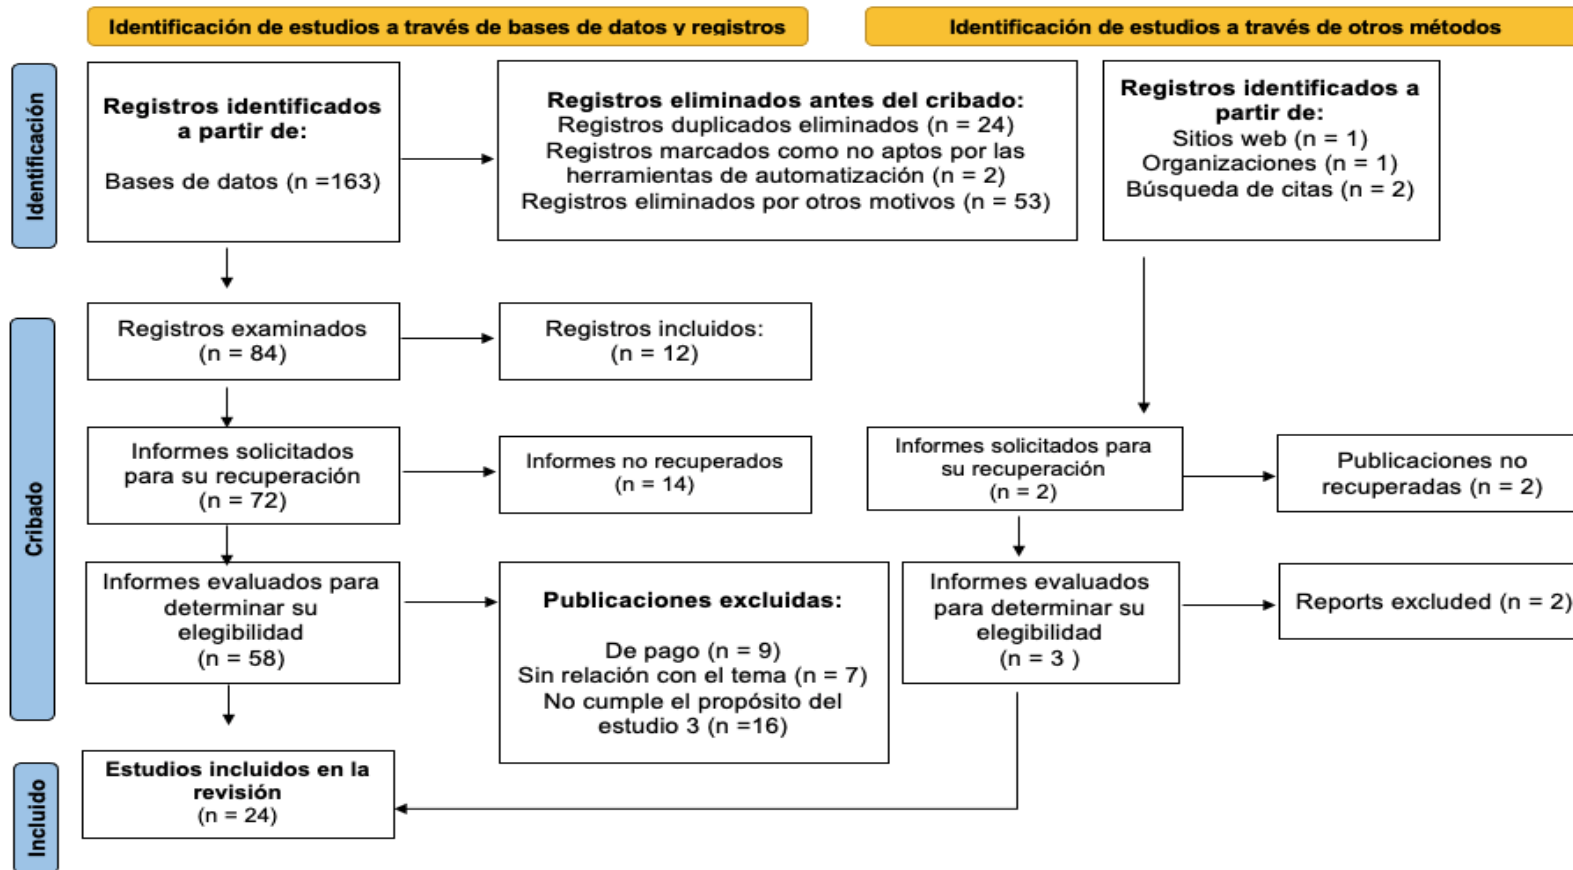 Identificación de estudios a través de bases de datos y registros
Identificación de estudios a través de otros métodos
Identificación
Registros identificados
a partir de:
Bases de datos (n =163)
Registros eliminados antes del cribado:
Registros duplicados eliminados (n = 24)
Registros marcados como no aptos por las
herramientas de automatización (n = 2)
Registros eliminados por otros motivos (n = 53)
Registros identificados a
partir de:
Sitios web (n = 1)
Organizaciones (n = 1)
Búsqueda de citas (n = 2)
Cribado
Registros examinados
(n = 84)
Registros incluidos:
(n = 12)
Informes solicitados
para su recuperación
(n = 72)
Informes no recuperados
(n = 14)
Informes solicitados para
su recuperación
(n = 2)
Publicaciones no
recuperadas (n = 2)
Informes evaluados para
determinar su
elegibilidad
(n = 58)
Publicaciones excluidas:
De pago (n = 9)
Sin relación con el tema (n = 7)
No cumple el propósito del
estudio 3 (n =16)
Informes evaluados
para determinar su
elegibilidad
(n = 3 )
Reports excluded (n = 2)
Incluido
Estudios incluidos en la
revisión
(n = 24)